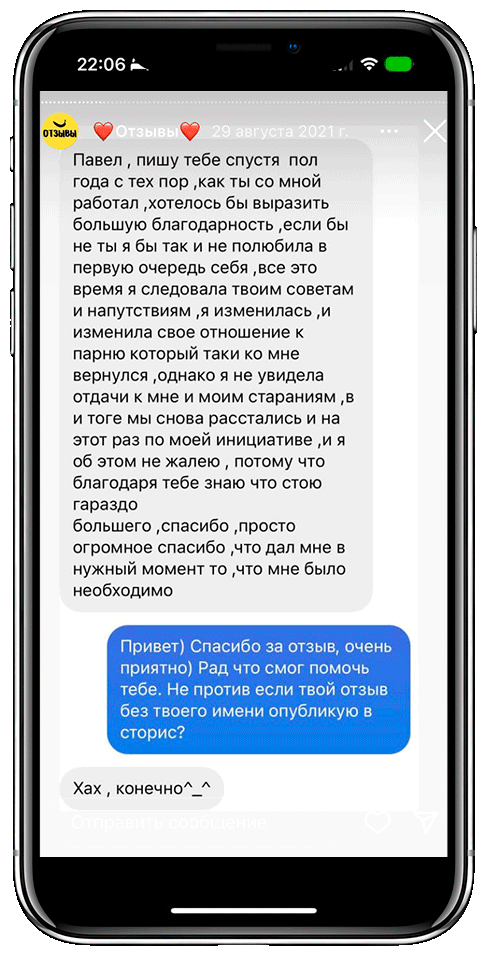 22:06
ОТЗЫВЫ
❤️Отзывы❤️ 29 августа 2021 г.
Павел , пишу тебе спустя пол
года с тех пор ,как ты со мной
работал ,хотелось бы выразить
большую благодарность ,если бы
не ты я бы так и не полюбила в
первую очередь себя ,все это
время я следовала твоим советам
и напутствиям ,я изменилась ,и
изменила свое отношение к
парню который таки ко мне
вернулся ,однако я не увидела
отдачи к мне и моим стараниям ,в
и тоге мы снова расстались и на
этот раз по моей инициативе ,и я
об этом не жалею , потому что
благодаря тебе знаю что стою
гараздо
большего ,спасибо ,просто
огромное спасибо ,что дал мне в
нужный момент то ,что мне было
необходимо
Привет) Спасибо за отзыв, очень
приятно) Рад что смог помочь
тебе. Не против если твой отзыв
без твоего имени опубликую в
сторис?
Хах , конечно^_^
Отправить сообщение